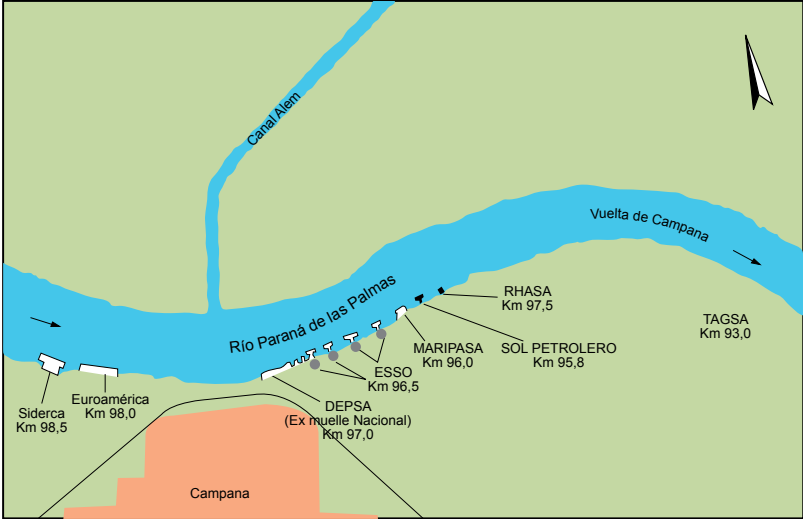 Canal Alem
Vuelta de Campana
Río Paraná de las Palmas
RHASA
Km 97,5
TAGSA
Km 93,0
MARIPASA
Km 96,0
SOL PETROLERO
Km 95,8
ESSO
Km 96,5
Siderca
Km 98,5
Euroamérica
Km 98,0
DEPSA
(Ex muelle Nacional)
Km 97,0
Campana